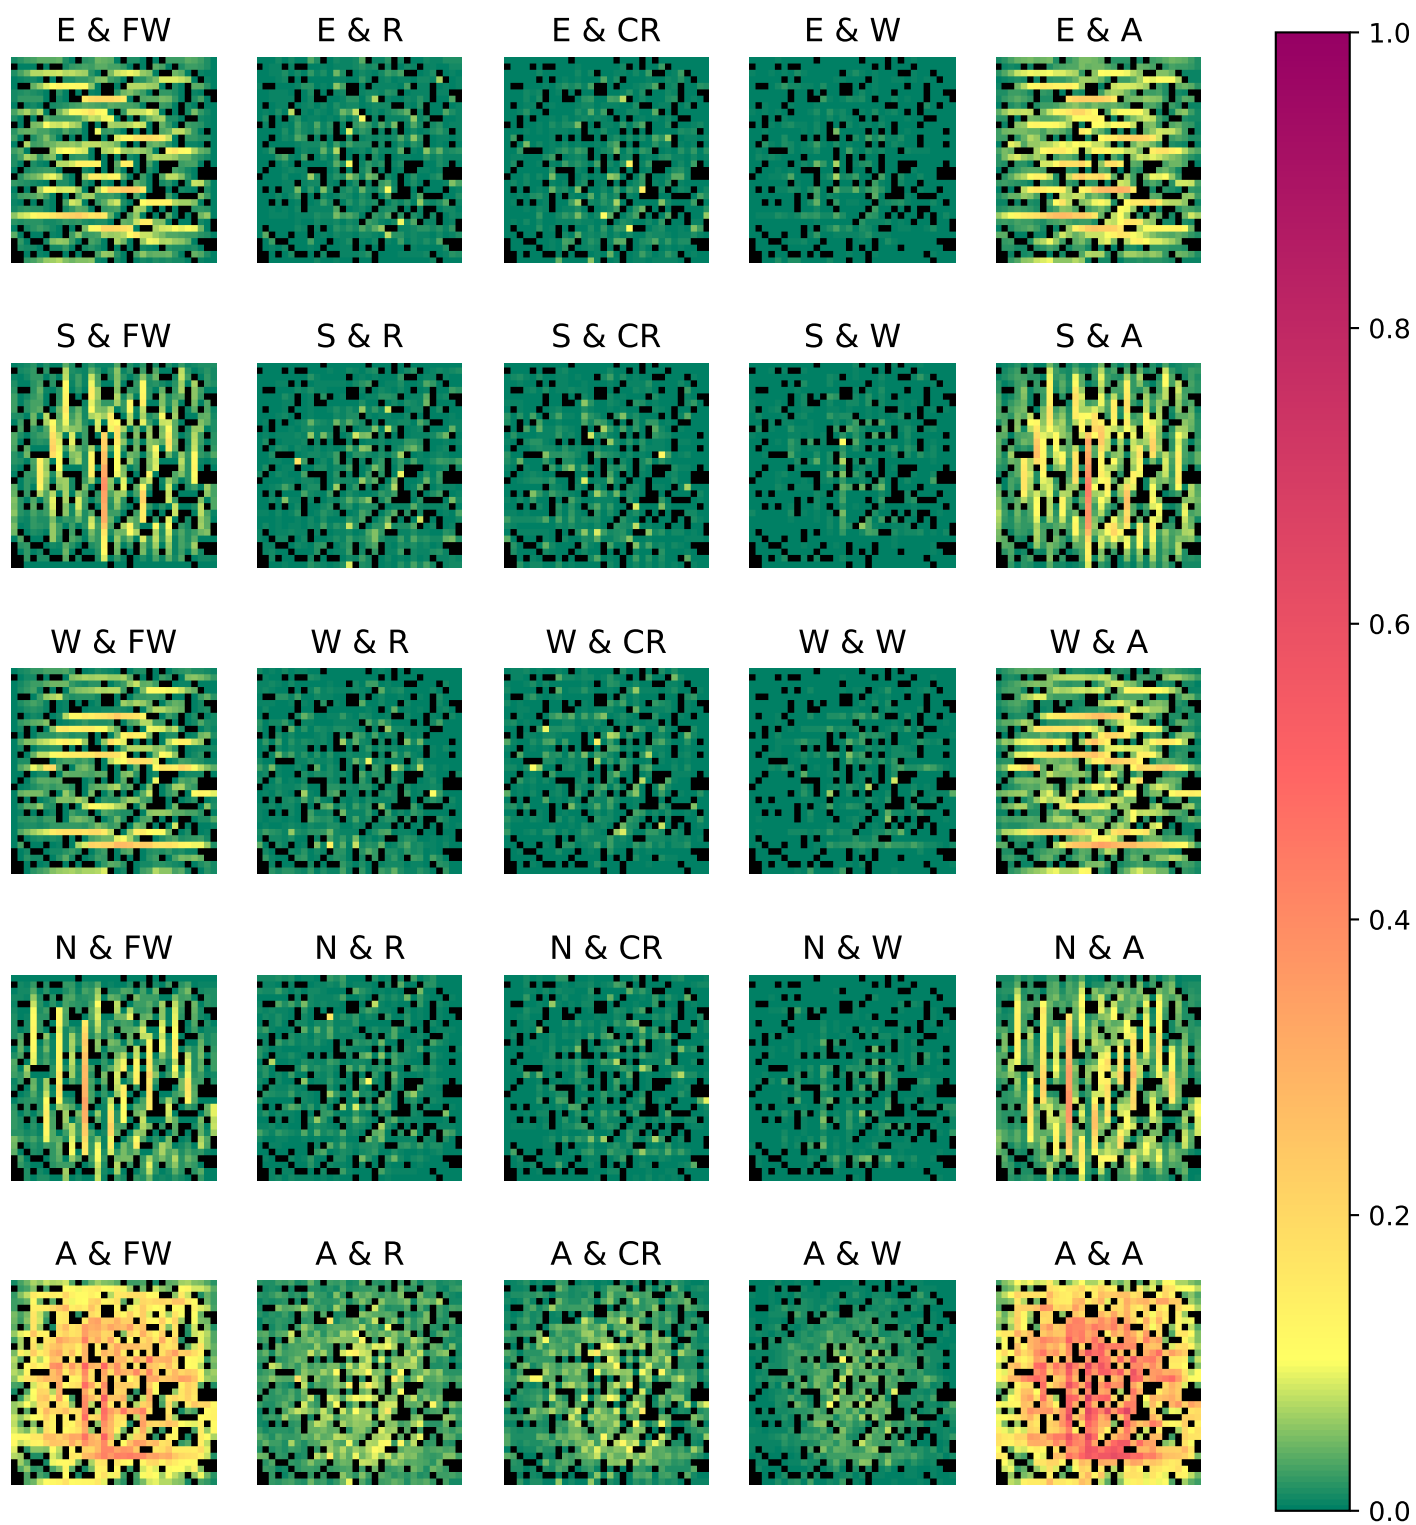 E & FW E & R E & CR E & W E & A
1.0
S & FW S & R S & CR S & W S & A
0.8
W & FW W & R W & CR W & W W & A
0.6
N & FW N & R N & CR N & W N & A
0.4
0.2
A & FW A & R A & CR A & W A & A
0.0